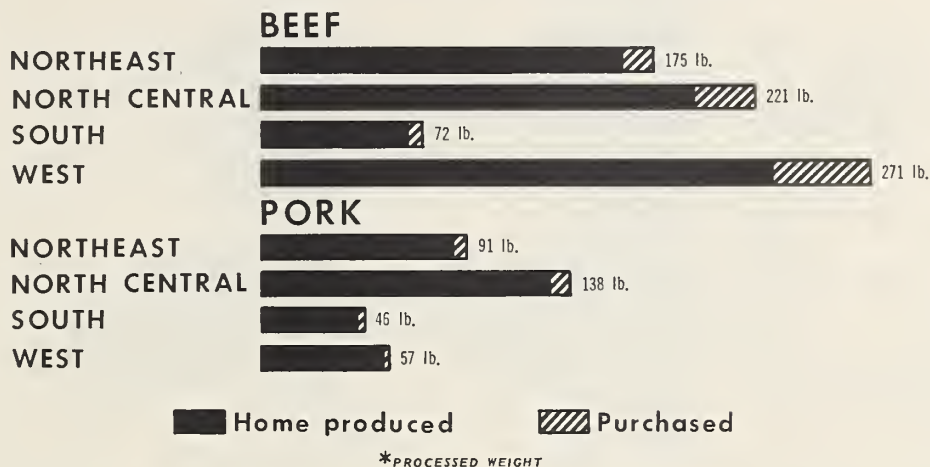 BEEF
NORTHEAST 175 lb.
NORTH CENTRAL 221 lb.
SOUTH 72 lb.
WEST 271 lb.
PORK
NORTHEAST 91 lb.
NORTH CENTRAL 138 lb.
SOUTH 46 lb.
WEST 57 lb.
Home produced Purchased
*PROCESSED WEIGHT